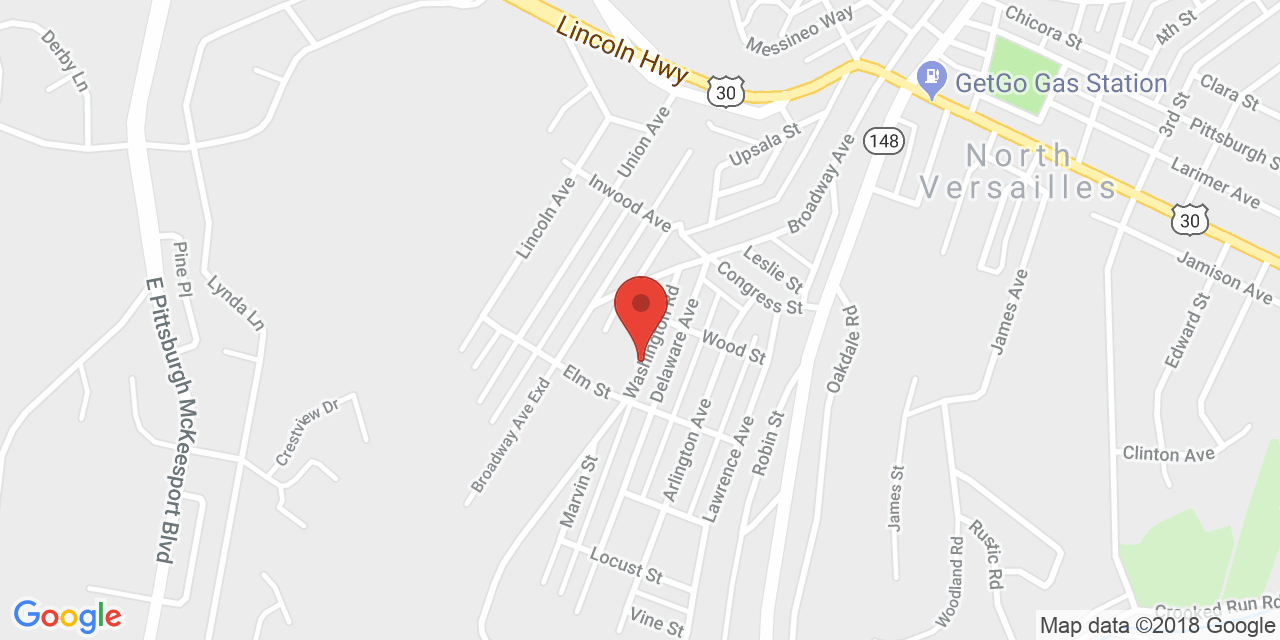 Derby Ln
Lincoln Hwy
30
Messineo Way
Chicora St
4th St
GetGo Gas Station
Clara St
3rd St
Pittsburgh S
Union Ave
Upsala St
148
North
Versailles
Larimer Ave
Broadway Ave
Inwood Ave
Lincoln Ave
30
Jamison Ave
Pine Pl
Lynda Ln
Leslie St
Congress St
E Pittsburgh McKeesport Blvd
Washington Rd
Delaware Ave
Wood St
Oakdale Rd
James Ave
Edward St
Elm St
Broadway Ave Exd
Crestview Dr
Arlington Ave
Lawrence Ave
Robin St
Clinton Ave
Marvin St
James St
Locust St
Vine St
Woodland Rd
Rustic Rd
Crooked Run Rd
Google
Map data ©2018 Google